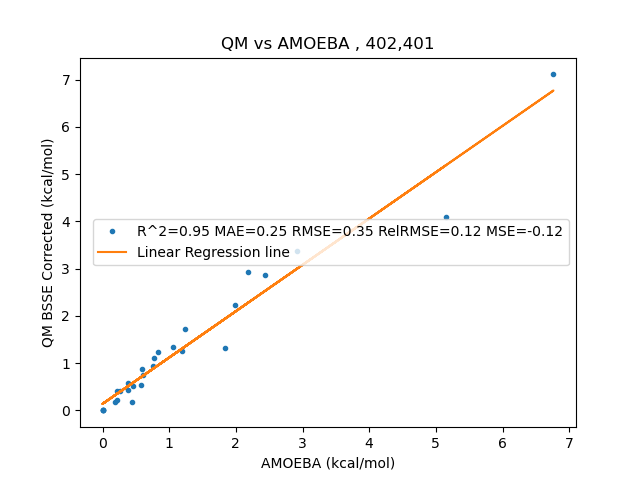 QM vs AMOEBA , 402,401
QM BSSE Corrected (kcal/mol)
7
6
5
4
3
2
1
0
R^2=0.95 MAE=0.25 RMSE=0.35 RelRMSE=0.12 MSE=-0.12
Linear Regression line
0 1 2 3 4 5 6 7
AMOEBA (kcal/mol)